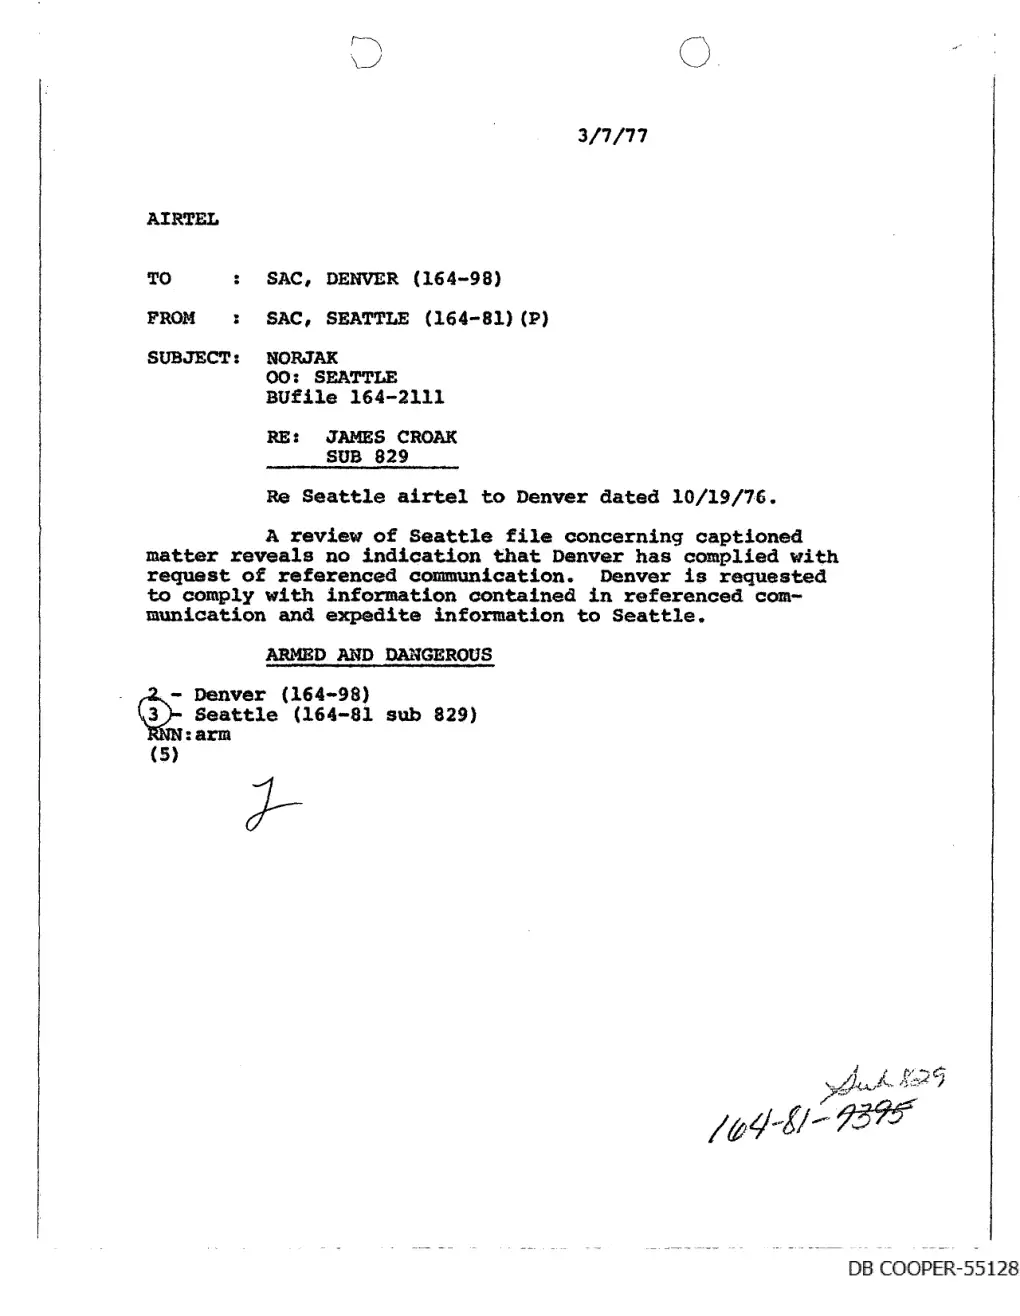 3/7/77
AIRTEL
TO : SAC, DENVER (164-98)
FROM : SAC, SEATTLE (164-81) (P)
SUBJECT: NORJAK
OO: SEATTLE
BUfile 164-2111
RE: JAMES CROAK
SUB 829
Re Seattle airtel to Denver dated 10/19/76.
A review of Seattle file concerning captioned
matter reveals no indication that Denver has complied with
request of referenced communication. Denver is requested
to comply with information contained in referenced com-
munication and expedite information to Seattle.
ARMED AND DANGEROUS
2 - Denver (164-98)
3 - Seattle (164-81 sub 829)
RNN:arm
(5)
Sub 829
164-81-9395
DB COOPER-55128